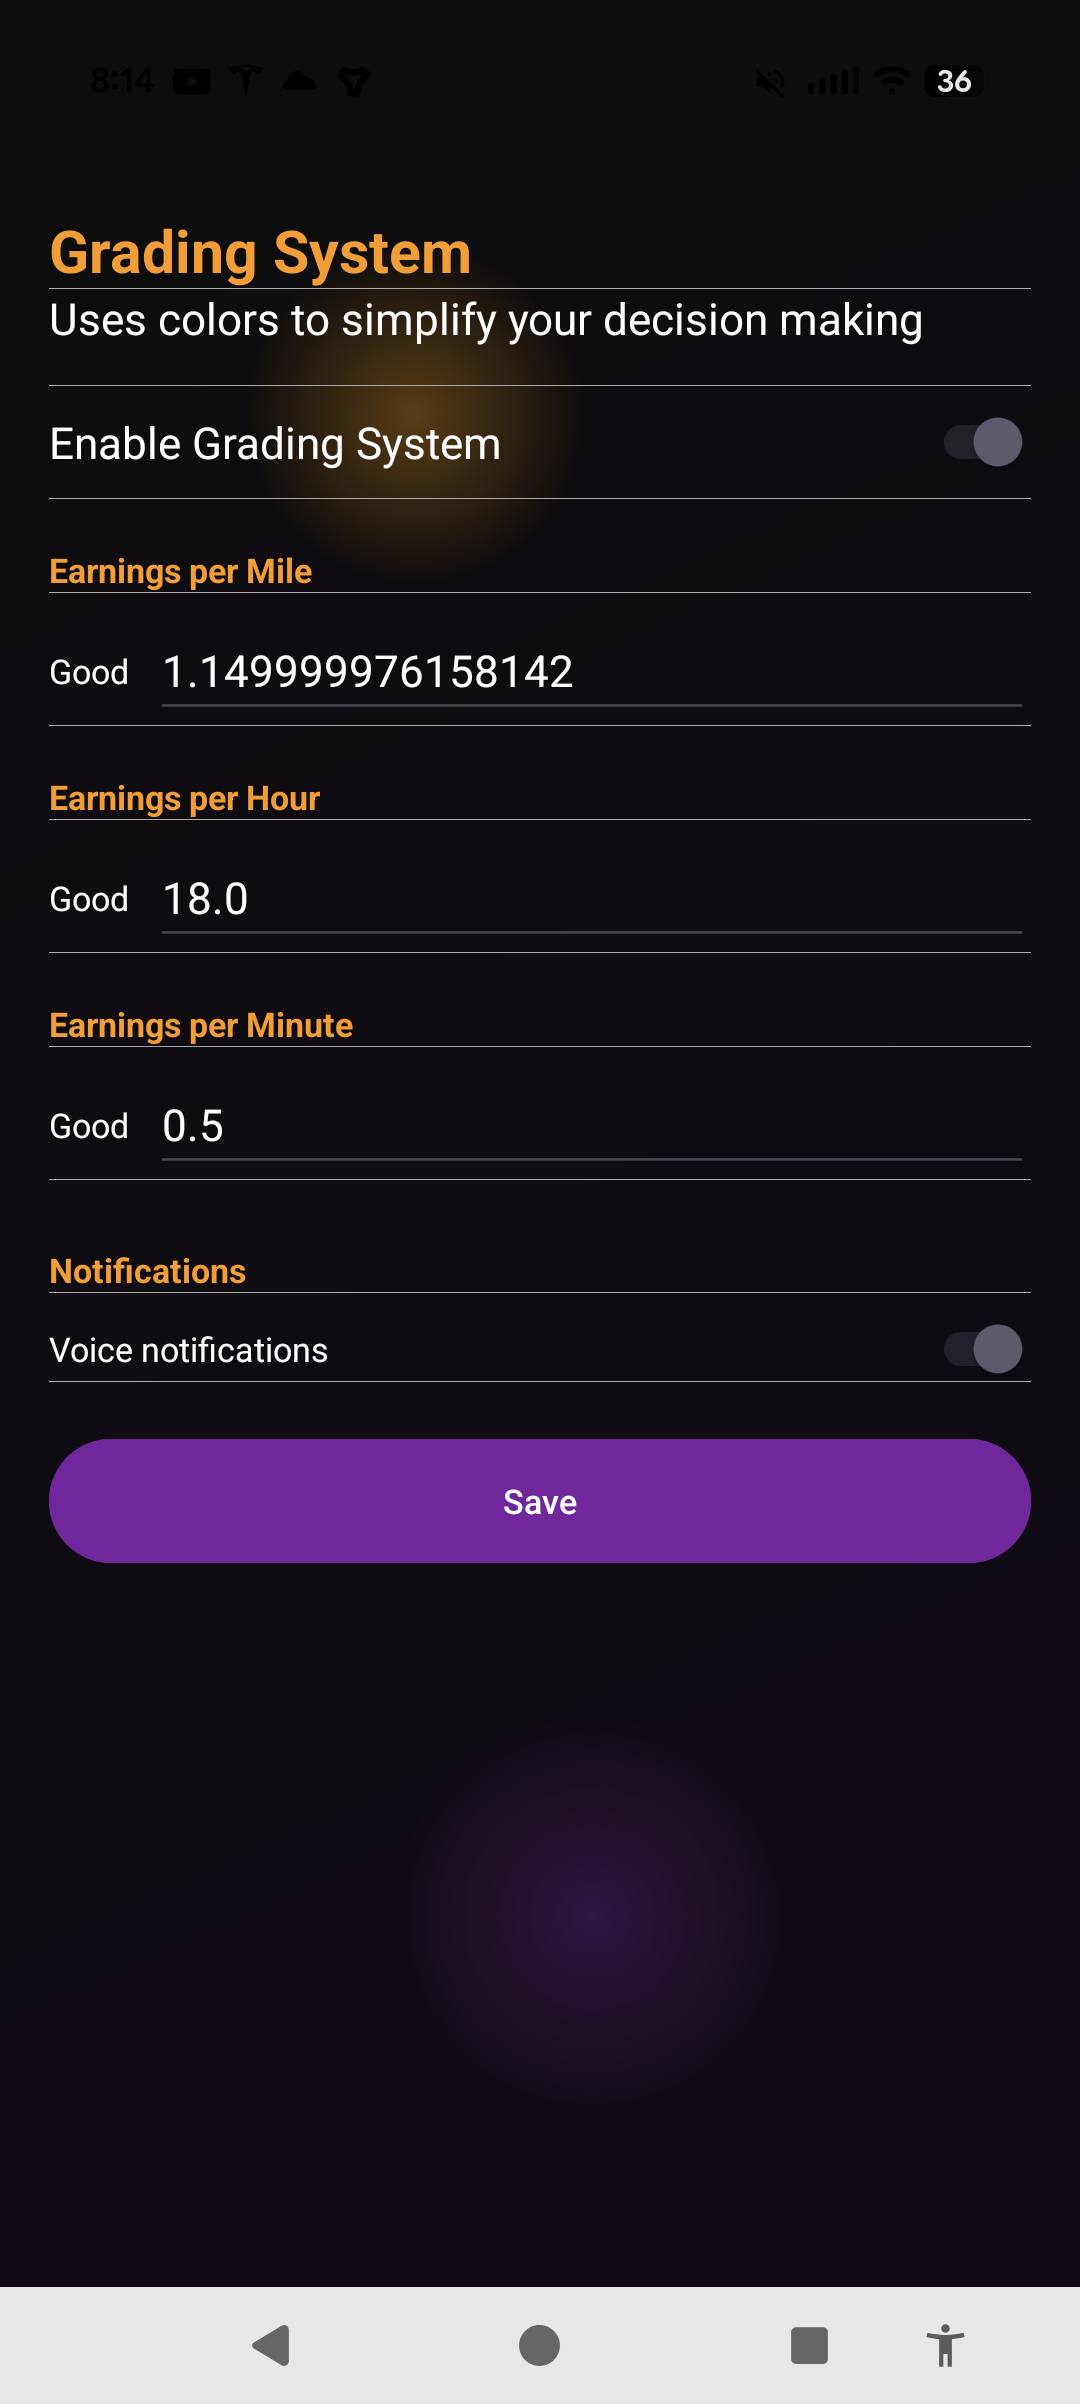 8:14
36
Grading System
Uses colors to simplify your decision making
Enable Grading System
Earnings per Mile
Good 1.149999976158142
Earnings per Hour
Good 18.0
Earnings per Minute
Good 0.5
Notifications
Voice notifications
Save